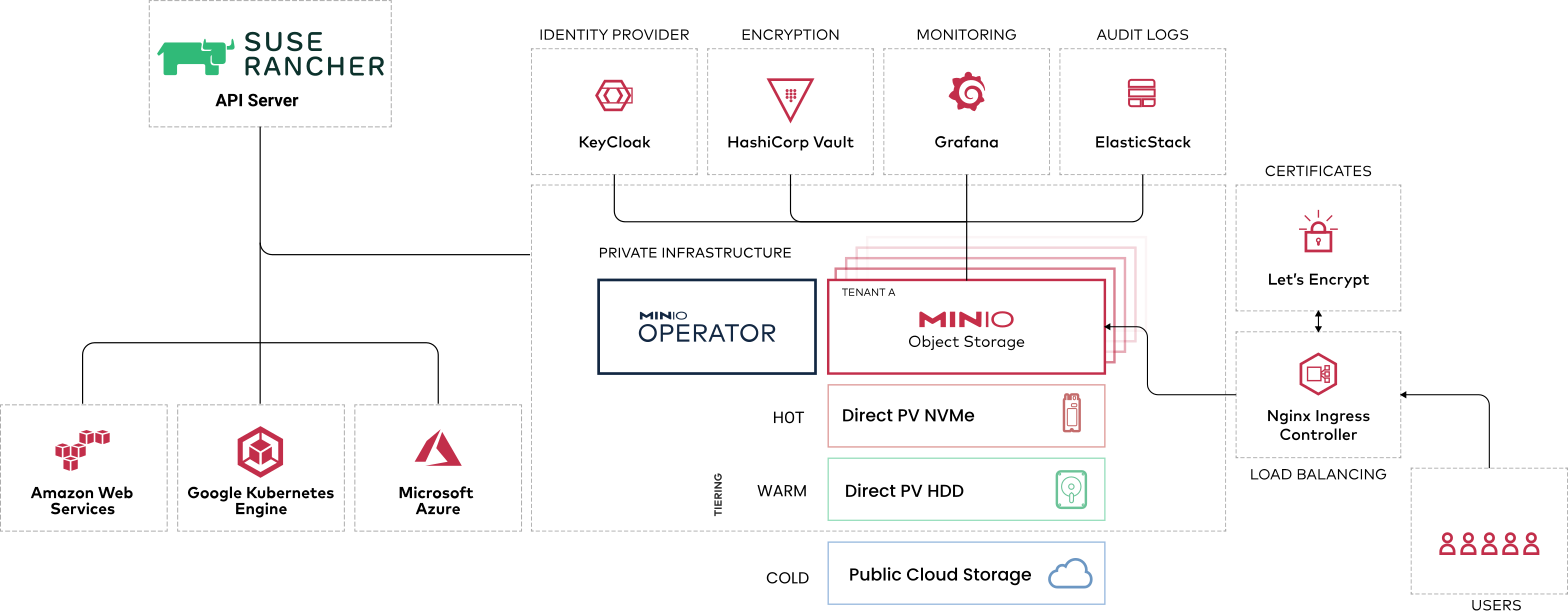 SUSE
RANCHER
API Server
IDENTITY PROVIDER
KeyCloak
ENCRYPTION
HashiCorp Vault
MONITORING
Grafana
AUDIT LOGS
ElasticStack
CERTIFICATES
Let's Encrypt
PRIVATE INFRASTRUCTURE
MINIO
OPERATOR
TENANT A
MINIO
Object Storage
Nginx Ingress
Controller
LOAD BALANCING
HOT
Direct PV NVMe
TIERING
WARM
Direct PV HDD
COLD
Public Cloud Storage
Amazon Web
Services
Google Kubernetes
Engine
Microsoft
Azure
USERS